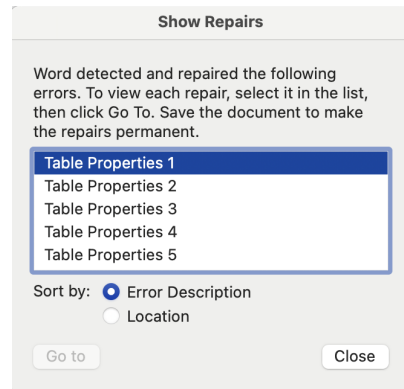 Show Repairs
Word detected and repaired the following
errors. To view each repair, select it in the list,
then click Go To. Save the document to make
the repairs permanent.
Table Properties 1
Table Properties 2
Table Properties 3
Table Properties 4
Table Properties 5
Sort by: Error Description
Location
Go to Close